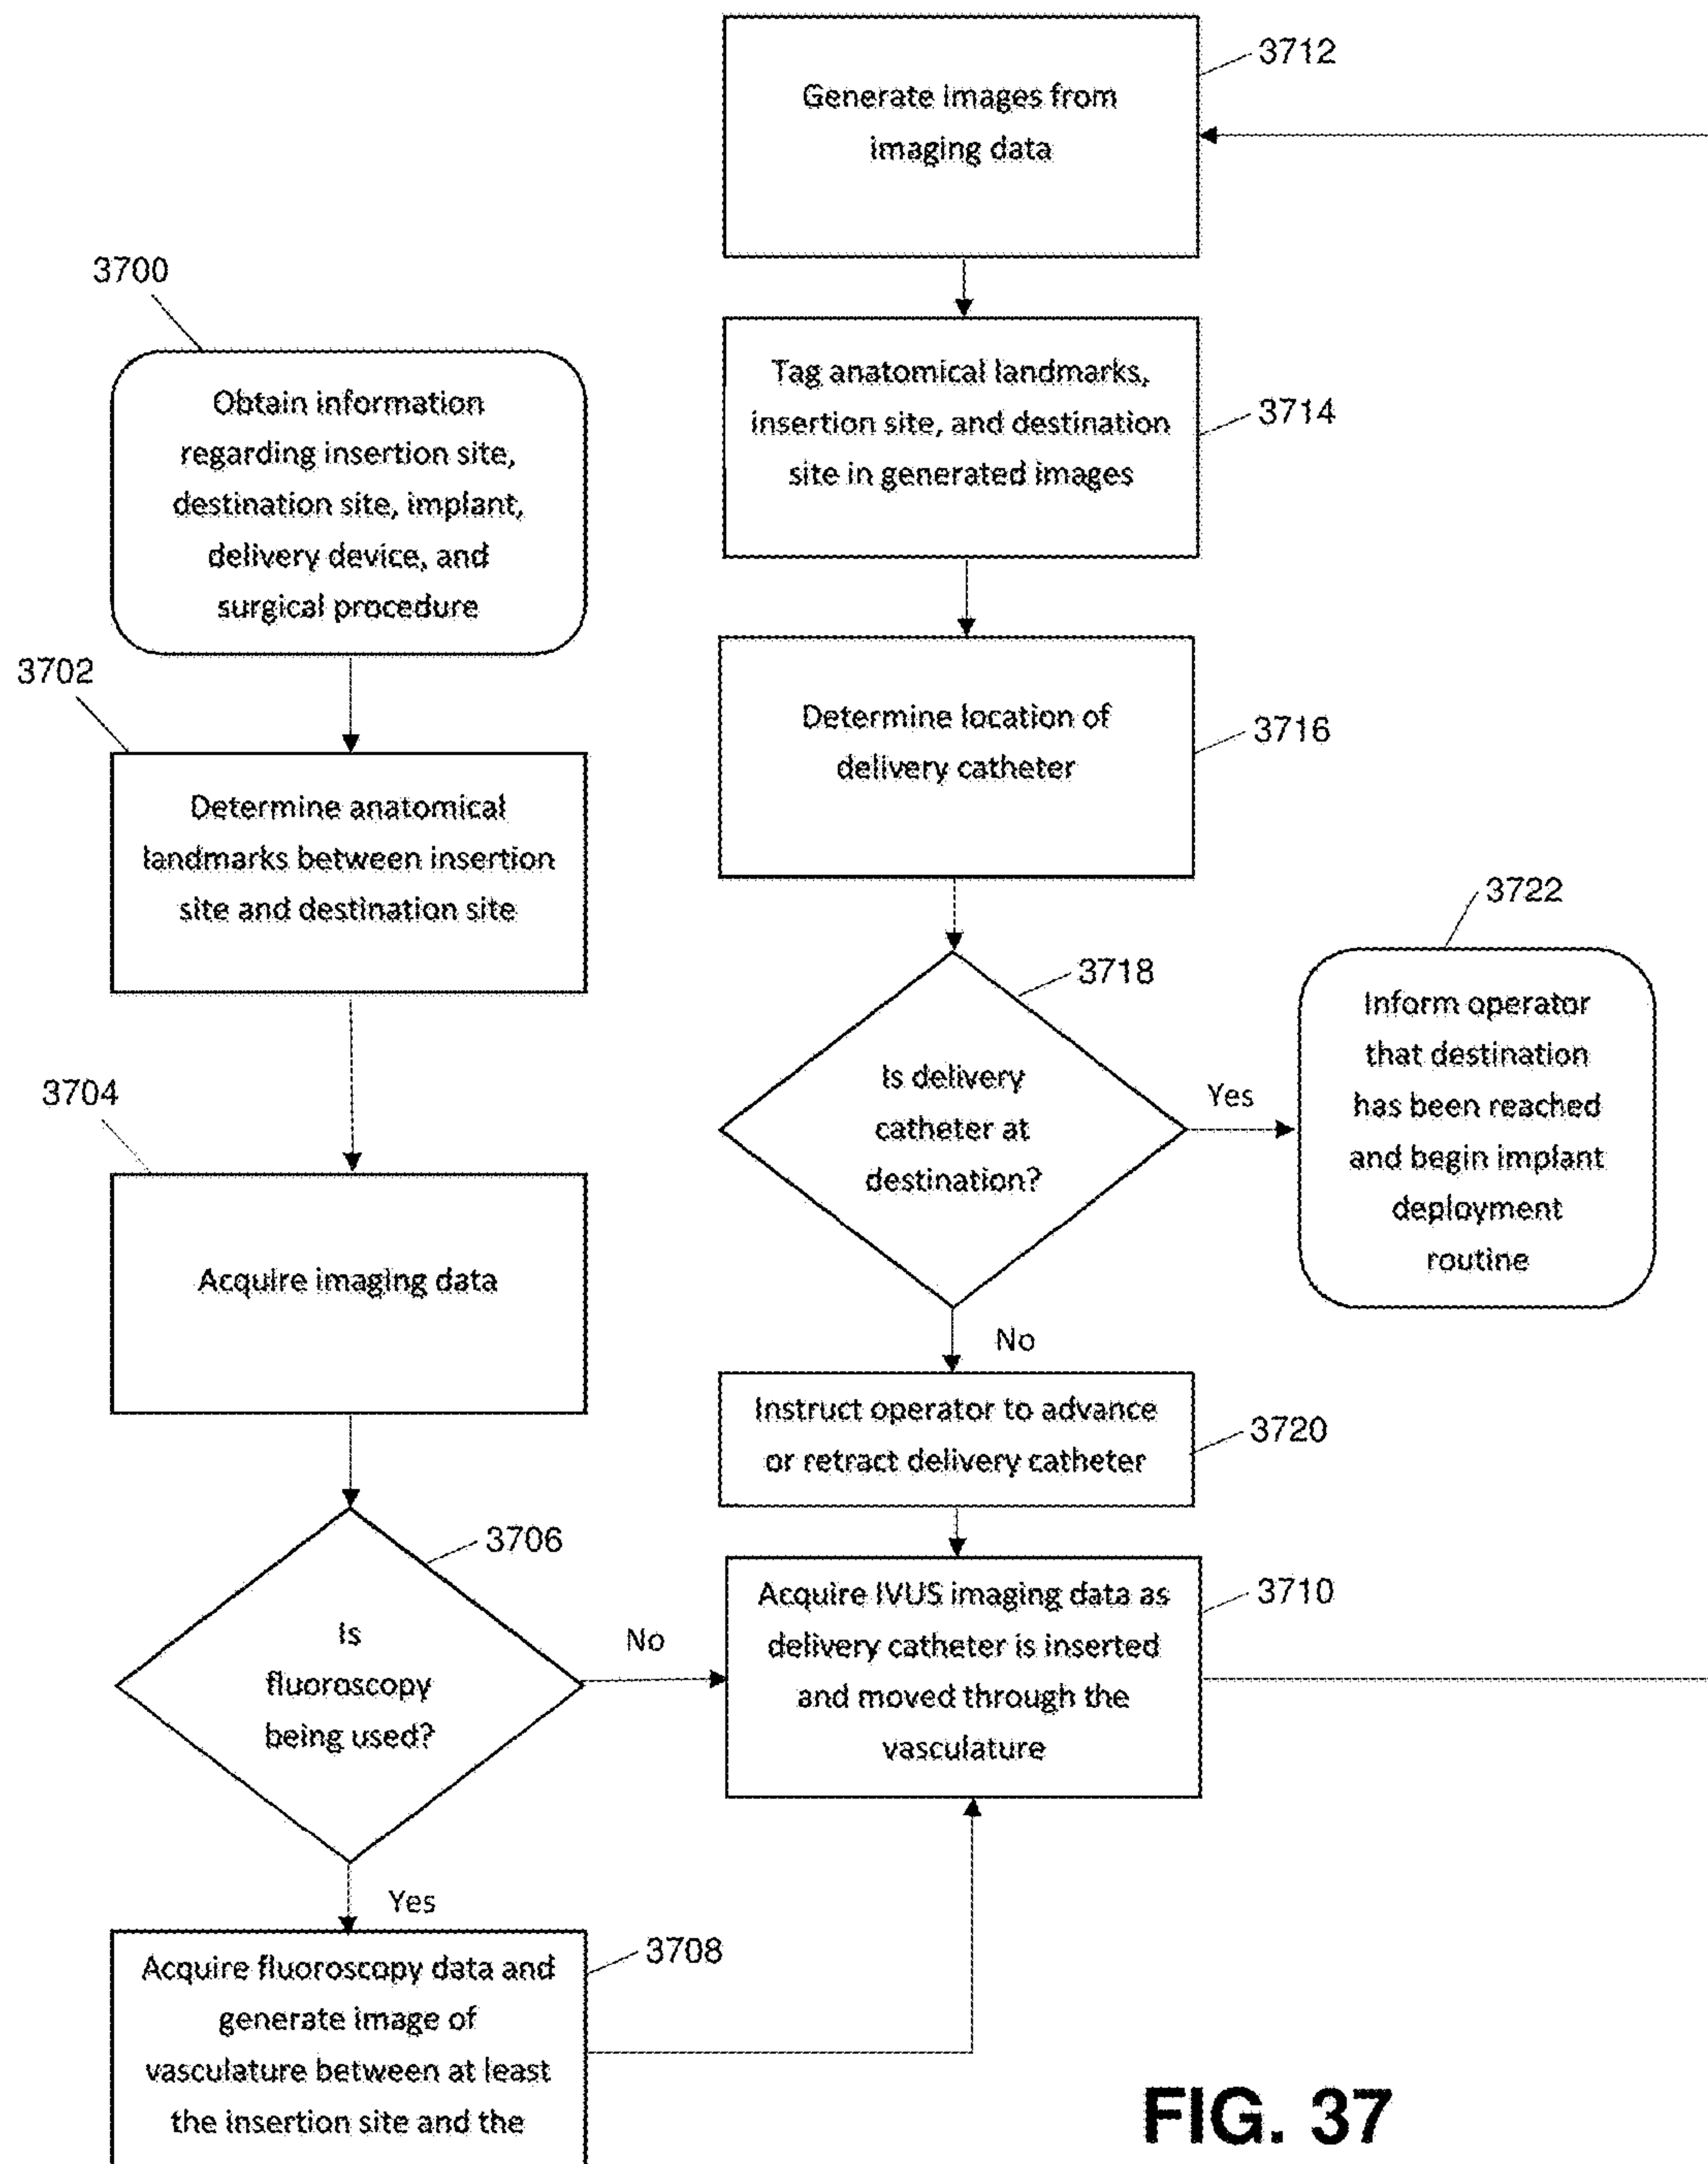 3700
Obtain information
regarding insertion site,
destination site, implant,
delivery device, and
surgical procedure
3702
Determine anatomical
landmarks between insertion
site and destination site
3704
Acquire imaging data
3706
Is
fluoroscopy
being used?
No
Yes
3708
Acquire fluoroscopy data and
generate image of
vasculature between at least
the insertion site and the
3712
Generate images from
imaging data
3714
Tag anatomical landmarks,
insertion site, and destination
site in generated images
3716
Determine location of
delivery catheter
3718
Is delivery
catheter at
destination?
Yes
3722
Inform operator
that destination
has been reached
and begin implant
deployment
routine
No
3720
Instruct operator to advance
or retract delivery catheter
3710
Acquire IVUS imaging data as
delivery catheter is inserted
and moved through the
vasculature
FIG. 37